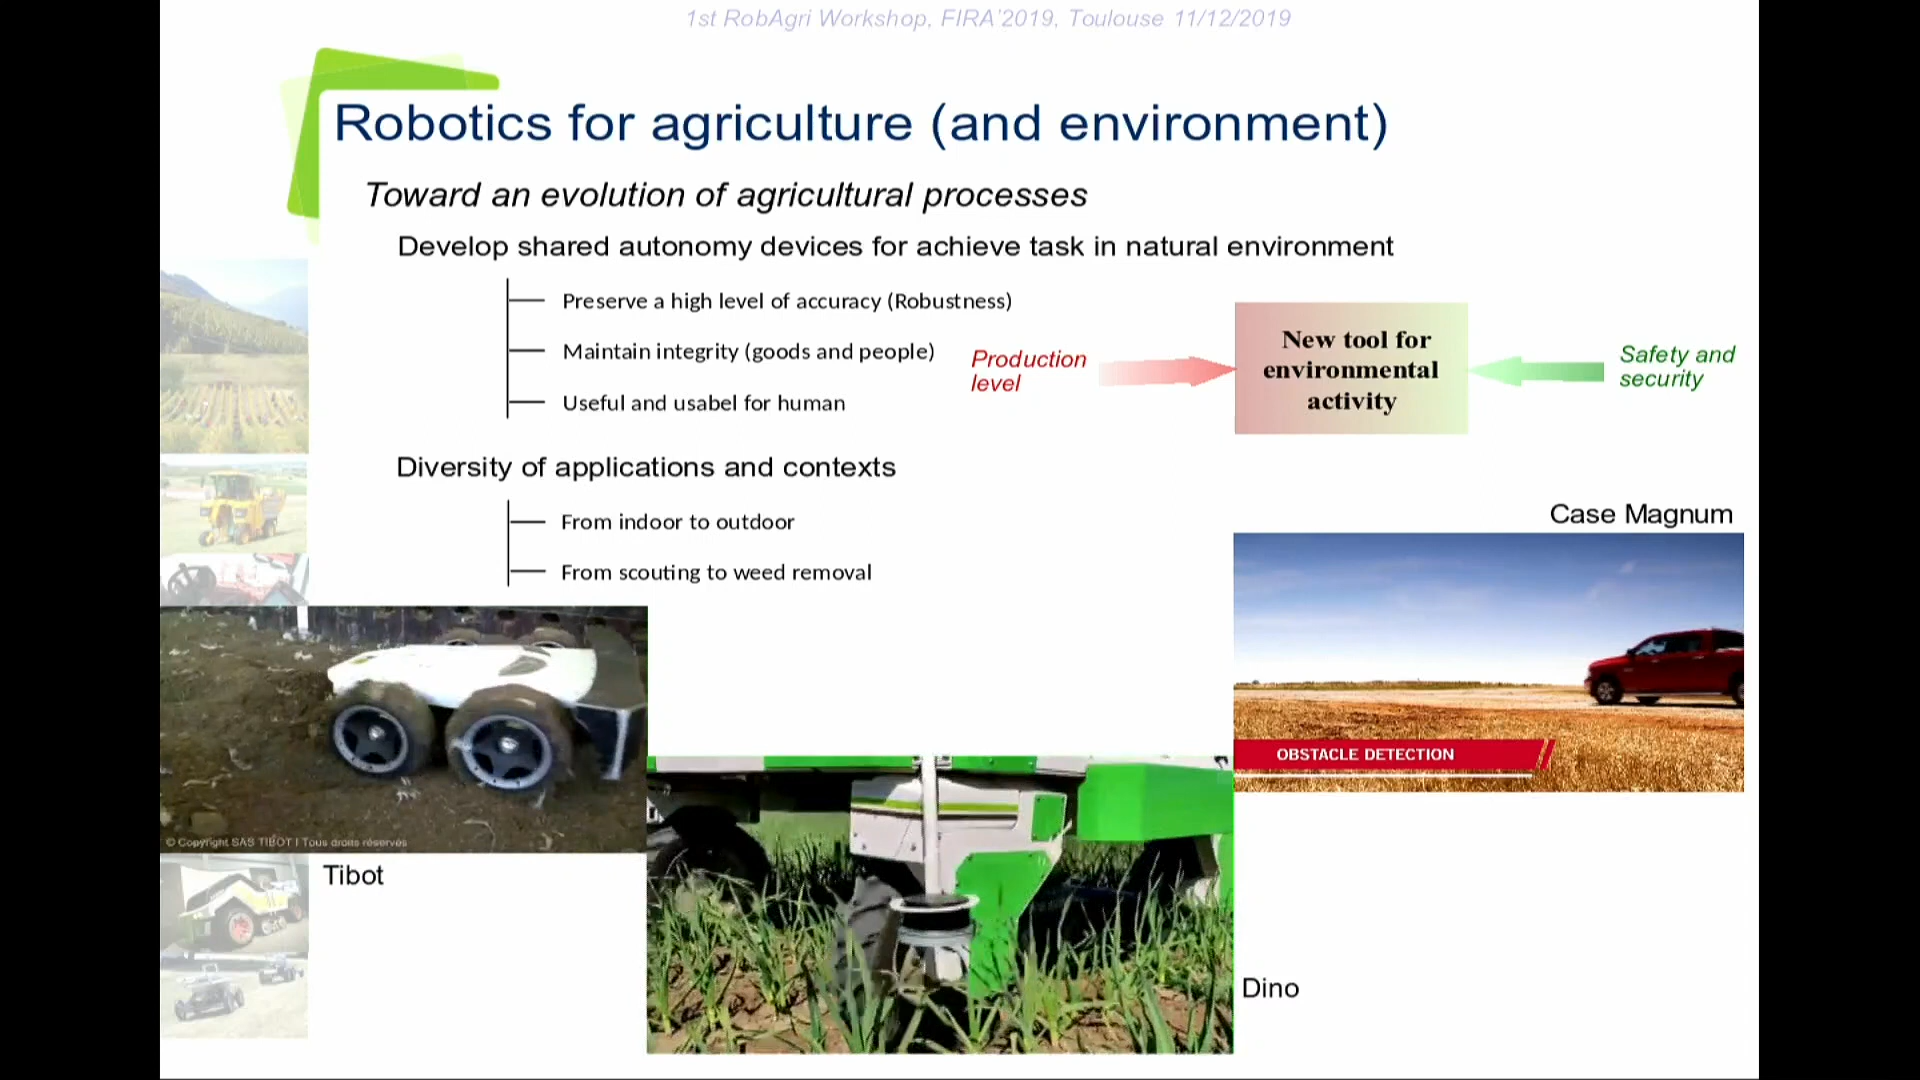 1st RobAgri Workshop, FIRA'2019, Toulouse 11/12/2019
Robotics for agriculture (and environment)
Toward an evolution of agricultural processes
Develop shared autonomy devices for achieve task in natural environment
Preserve a high level of accuracy (Robustness)
Maintain integrity (goods and people)
Useful and usabel for human
Production
level
New tool for
environmental
activity
Safety and
security
Diversity of applications and contexts
From indoor to outdoor
From scouting to weed removal
Case Magnum
OBSTACLE DETECTION
© Copyright SAS TIBOT I Tous droits réservés
Tibot
Dino